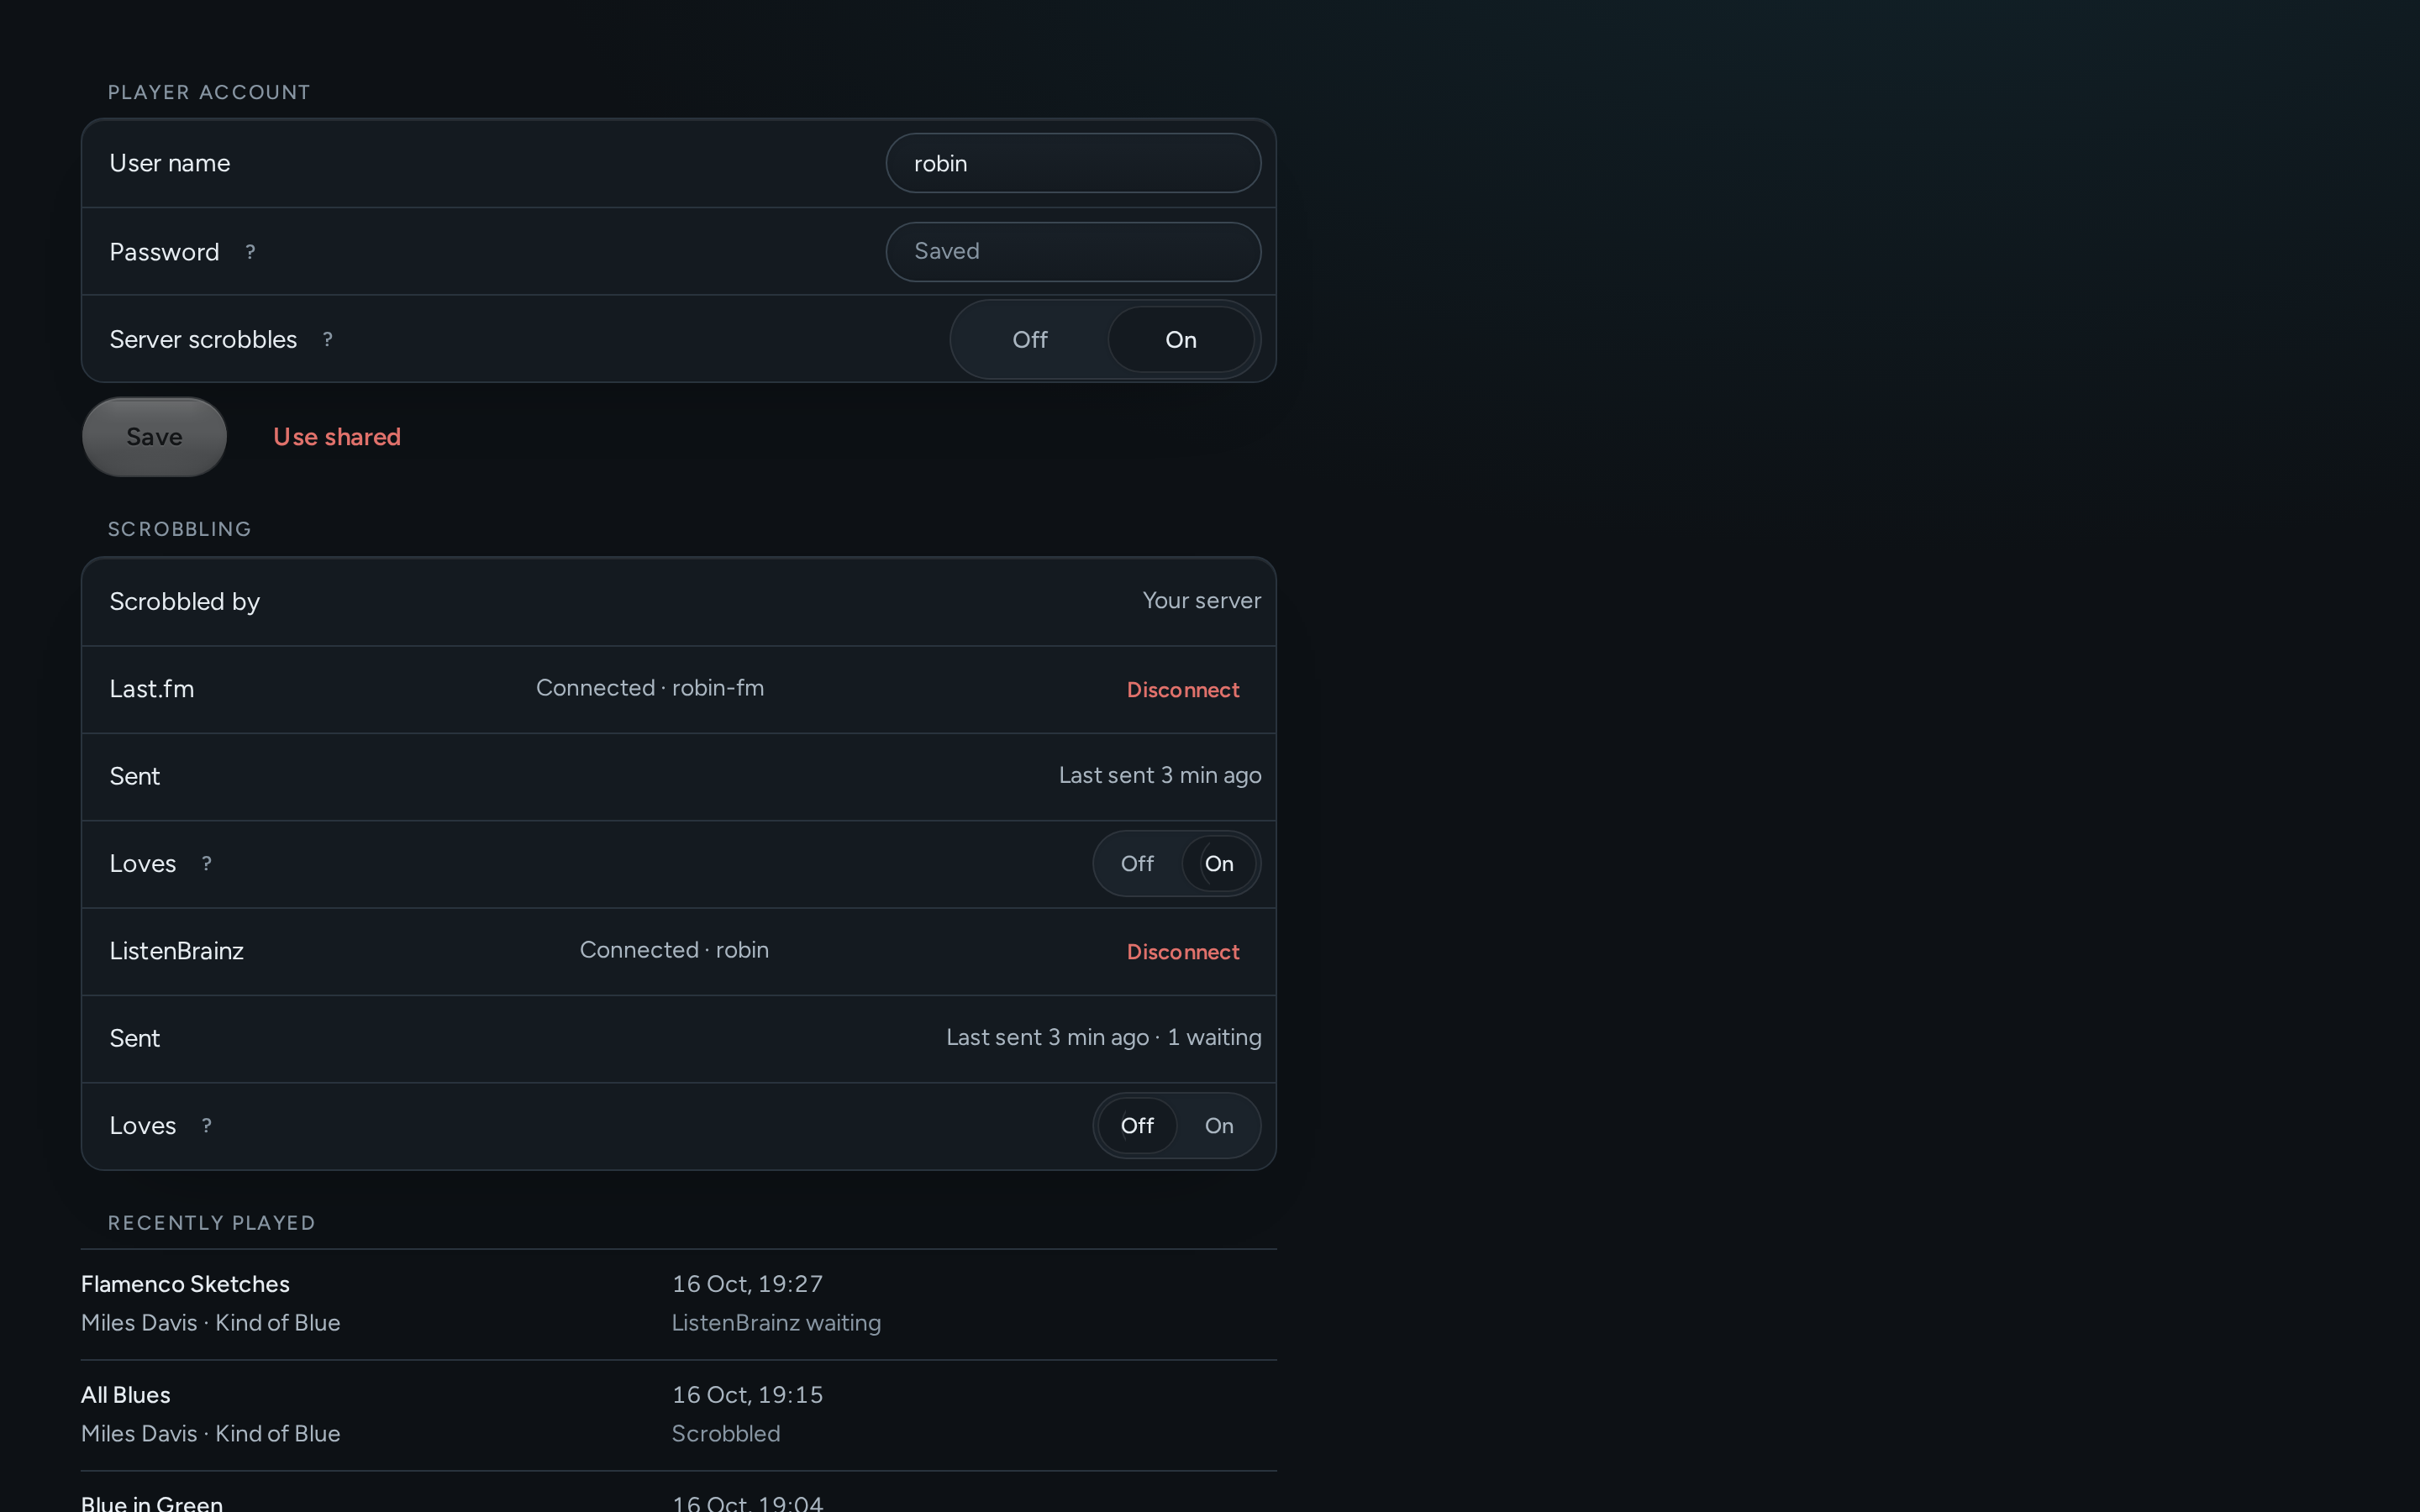 PLAYER ACCOUNT
User name
robin
Password ?
Saved
Server scrobbles ?
Off On
Save Use shared
SCROBBLING
Scrobbled by Your server
Last.fm Connected · robin-fm Disconnect
Sent Last sent 3 min ago
Loves ? Off On
ListenBrainz Connected · robin Disconnect
Sent Last sent 3 min ago · 1 waiting
Loves ? Off On
RECENTLY PLAYED
Flamenco Sketches 16 Oct, 19:27
Miles Davis · Kind of Blue ListenBrainz waiting
All Blues 16 Oct, 19:15
Miles Davis · Kind of Blue Scrobbled
Blue in Green 16 Oct, 19:04